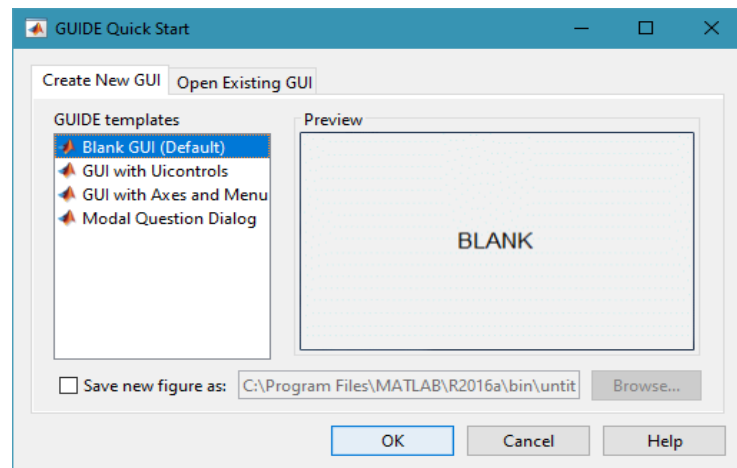 GUIDE Quick Start
Create New GUI
Open Existing GUI
GUIDE templates
Blank GUI (Default)
GUI with Uicontrols
GUI with Axes and Menu
Modal Question Dialog
Preview
BLANK
Save new figure as:
C:\Program Files\MATLAB\R2016a\bin\untit
Browse...
OK
Cancel
Help